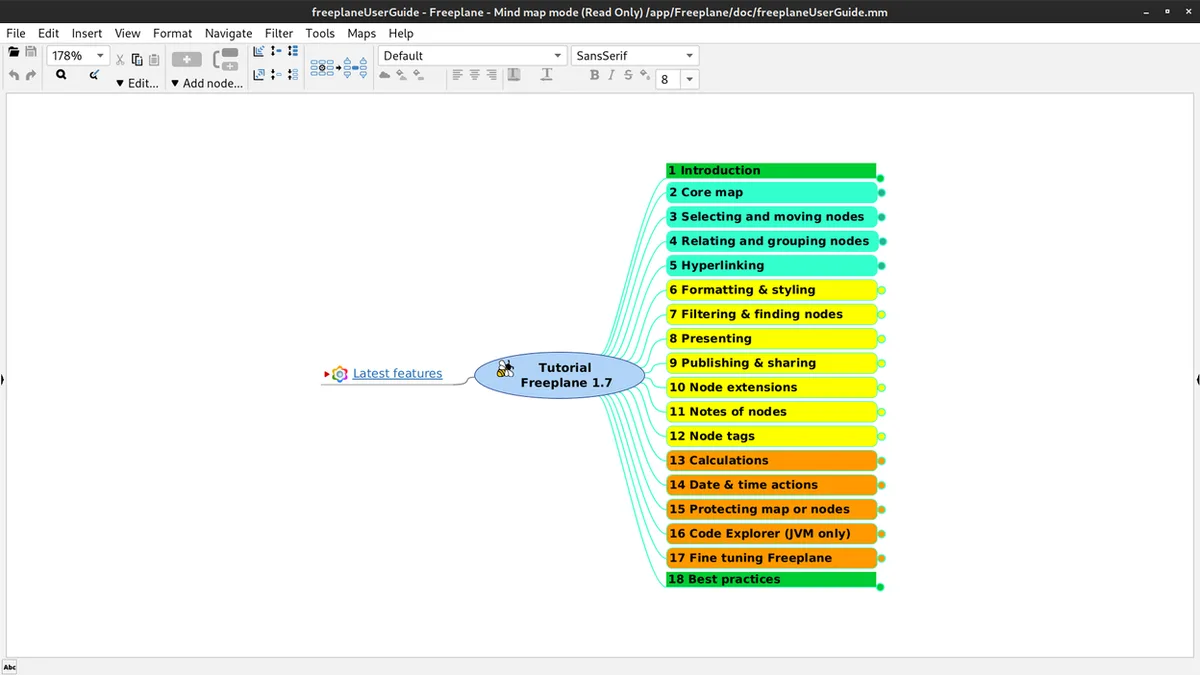 freeplaneUserGuide - Freeplane - Mind map mode (Read Only) /app/Freeplane/doc/freeplaneUserGuide.mm
File Edit Insert View Format Navigate Filter Tools Maps Help
178% Default SansSerif
Edit... Add node... B I S 8
1 Introduction
2 Core map
3 Selecting and moving nodes
4 Relating and grouping nodes
5 Hyperlinking
6 Formatting & styling
7 Filtering & finding nodes
8 Presenting
9 Publishing & sharing
Latest features
Tutorial
Freeplane 1.7
10 Node extensions
11 Notes of nodes
12 Node tags
13 Calculations
14 Date & time actions
15 Protecting map or nodes
16 Code Explorer (JVM only)
17 Fine tuning Freeplane
18 Best practices
Abc